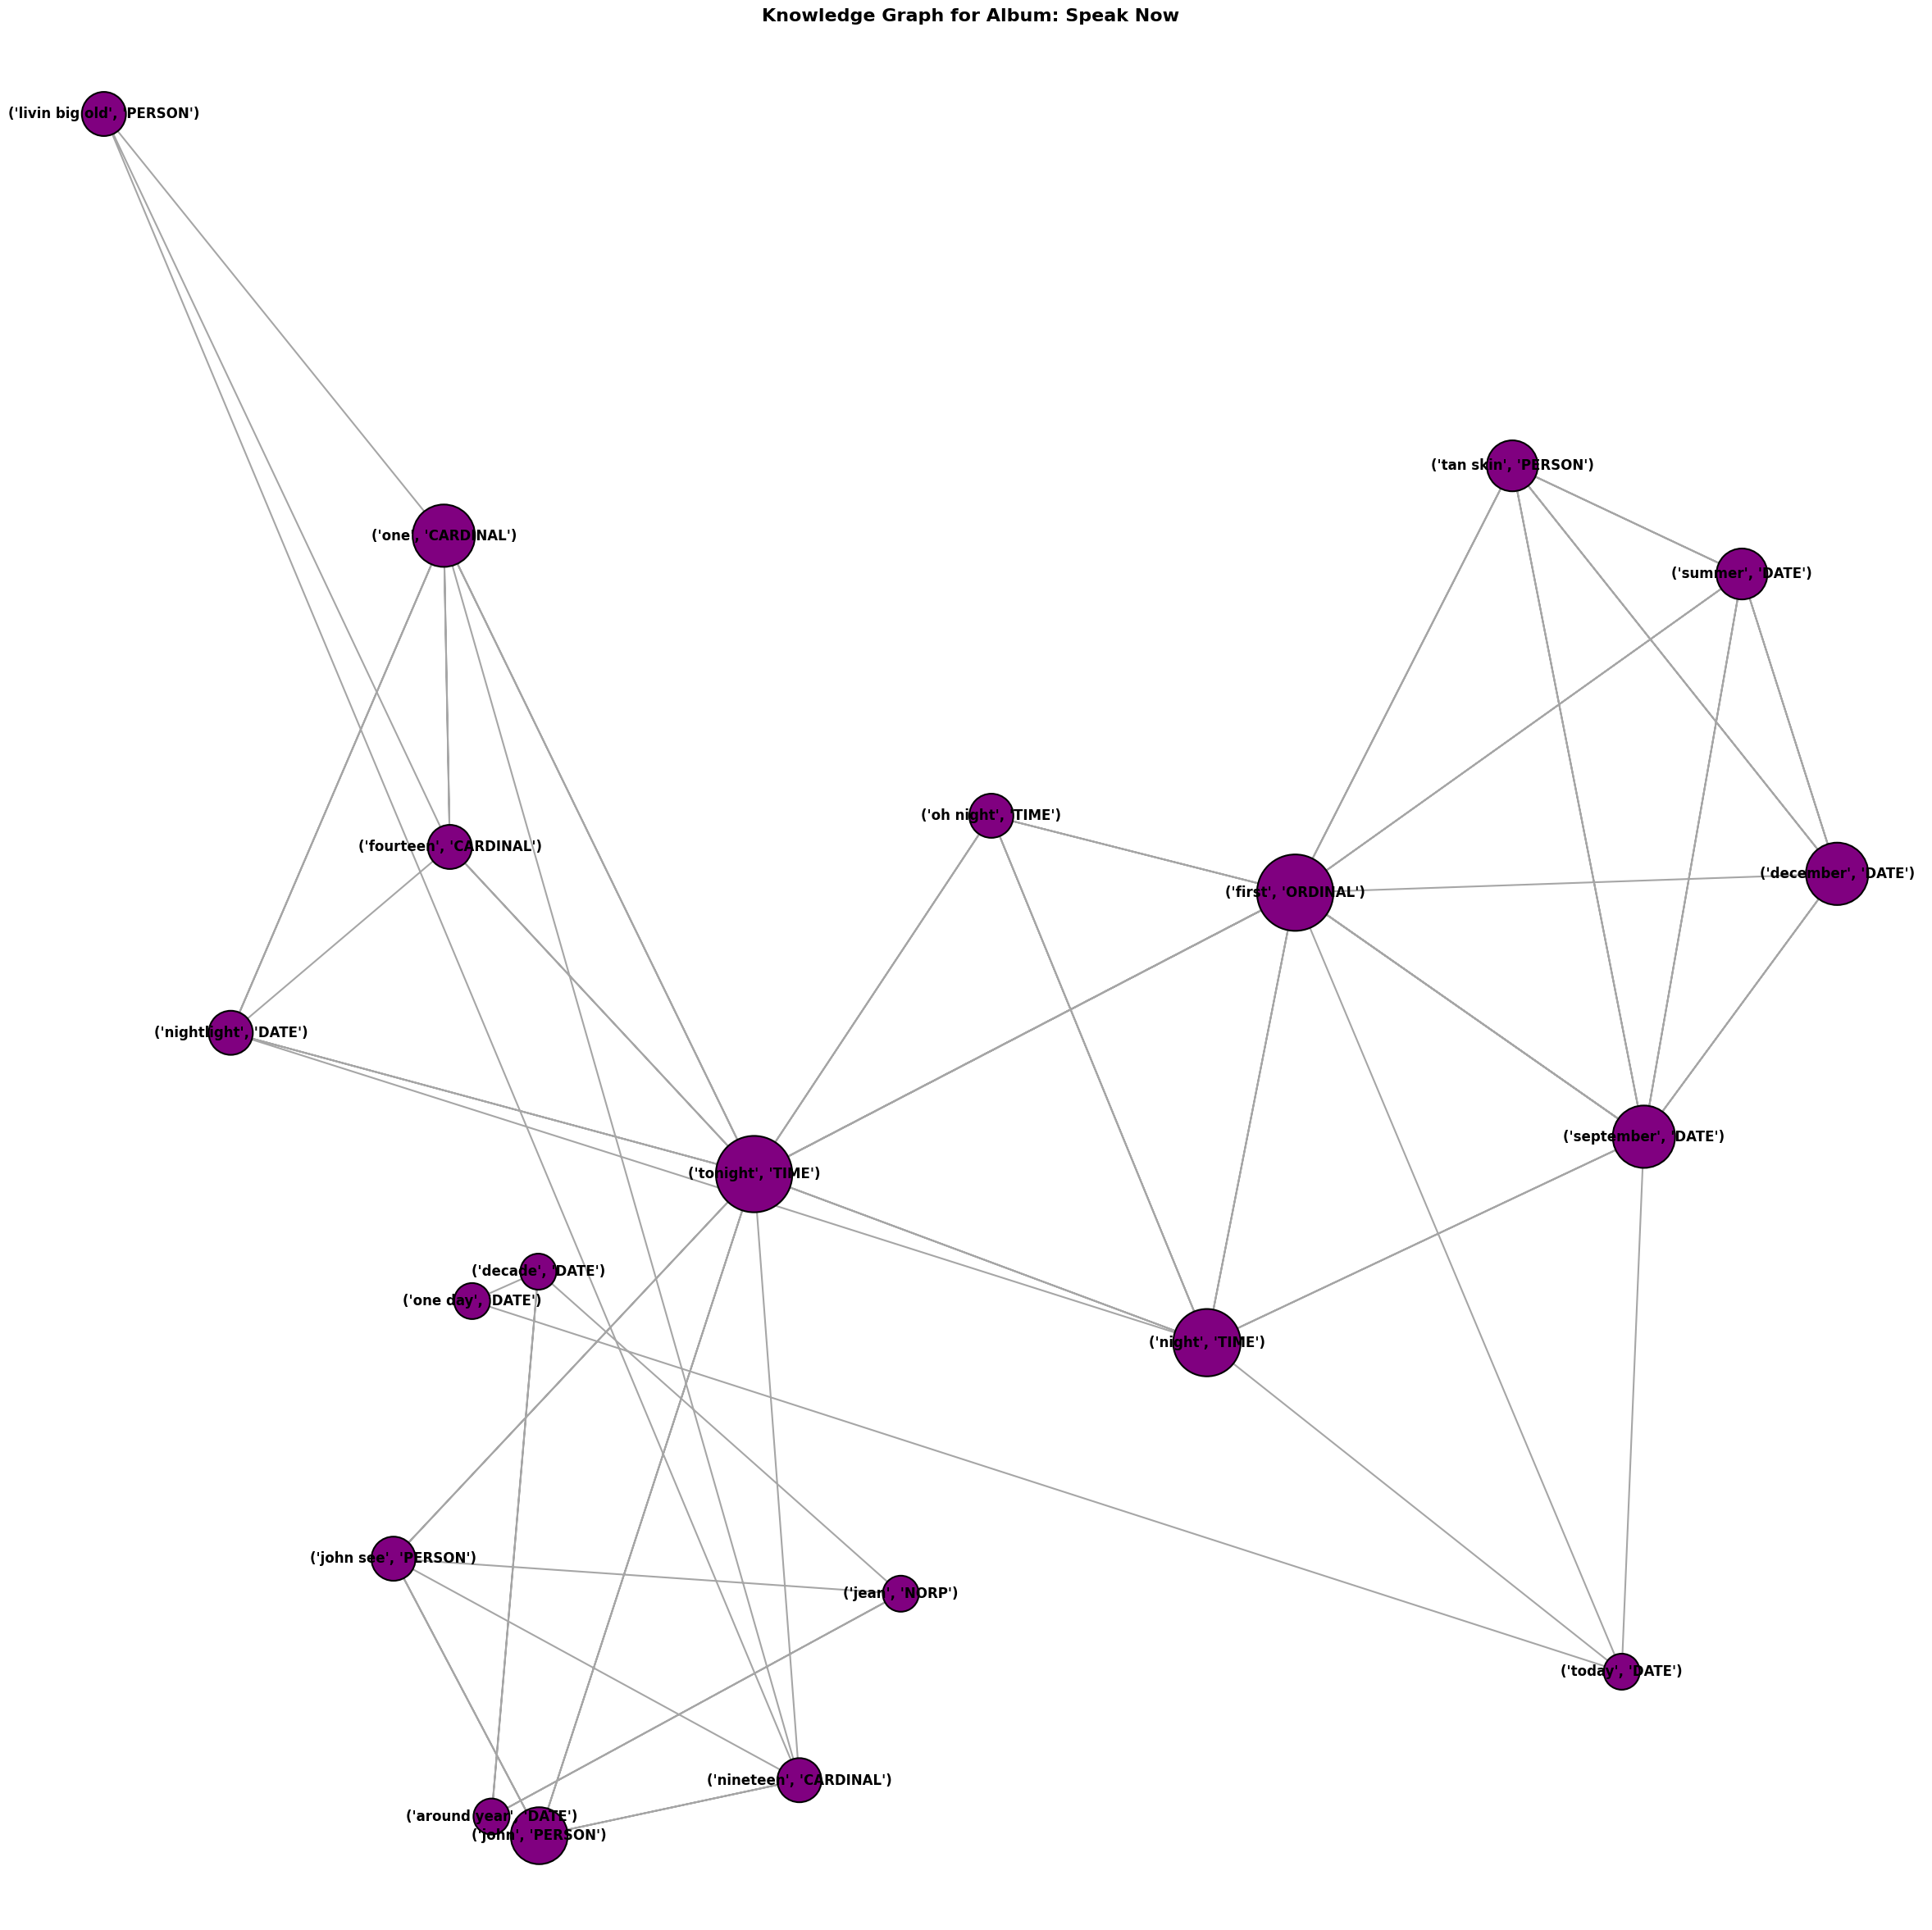 Knowledge Graph for Album: Speak Now
('livin big old', 'PERSON')
('tan skin', 'PERSON')
('one', 'CARDINAL')
('summer', 'DATE')
('oh night', 'TIME')
('fourteen', 'CARDINAL')
('december', 'DATE')
('first', 'ORDINAL')
('nightlight', 'DATE')
('september', 'DATE')
('tonight', 'TIME')
('decade', 'DATE')
('one day', 'DATE')
('night', 'TIME')
('john see', 'PERSON')
('jean', 'NORP')
('today', 'DATE')
('nineteen', 'CARDINAL')
('around year', 'DATE')
('john', 'PERSON')